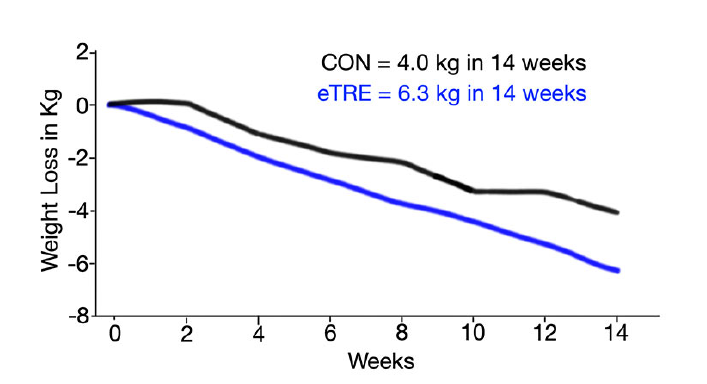 CON = 4.0 kg in 14 weeks
eTRE = 6.3 kg in 14 weeks
Weight Loss in Kg
2
0
-2
-4
-6
-8
0 2 4 6 8 10 12 14
Weeks